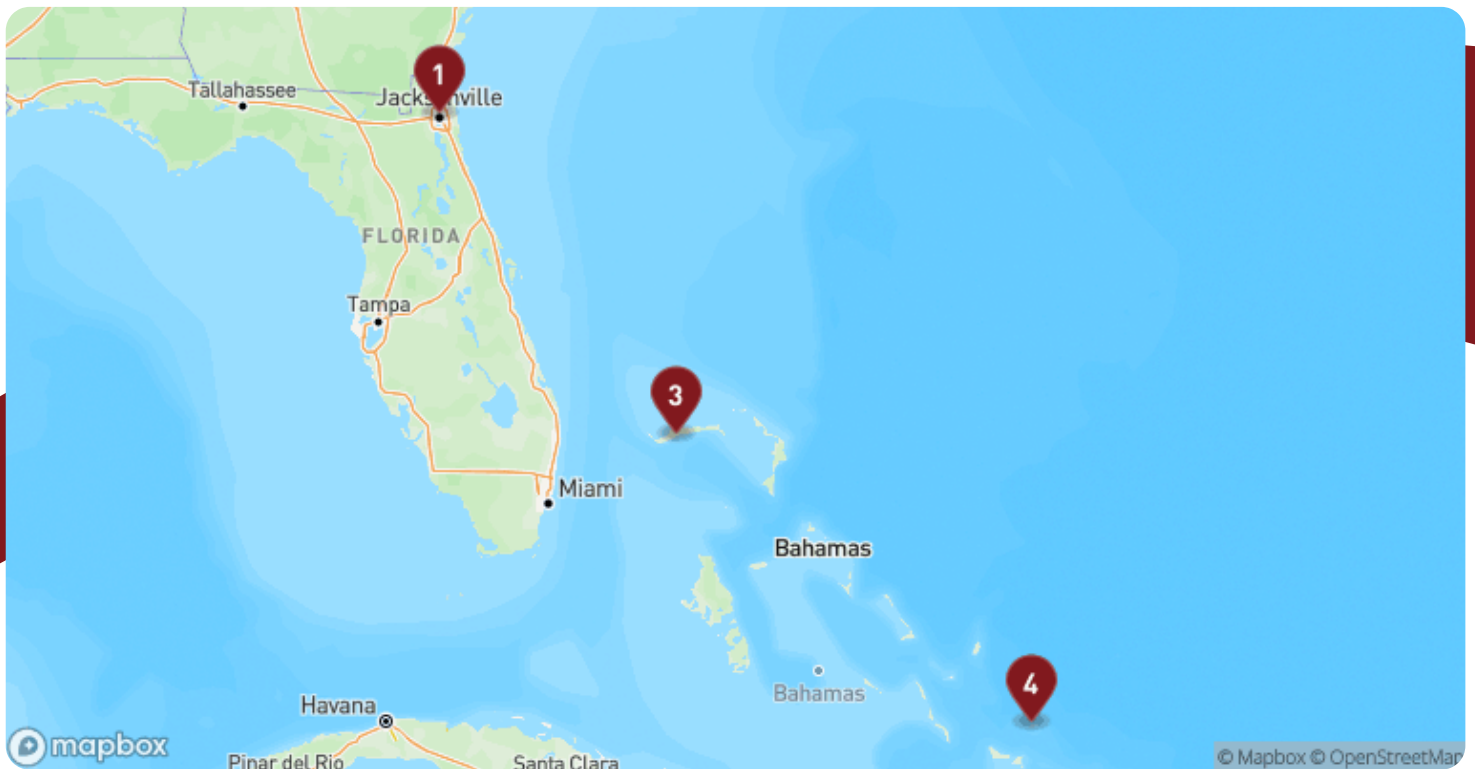 1
Tallahassee
Jacksonville
FLORIDA
Tampa
3
Miami
Bahamas
4
Bahamas
Havana
mapbox
© Mapbox © OpenStreetMap
Pinar del Rio
Santa Clara